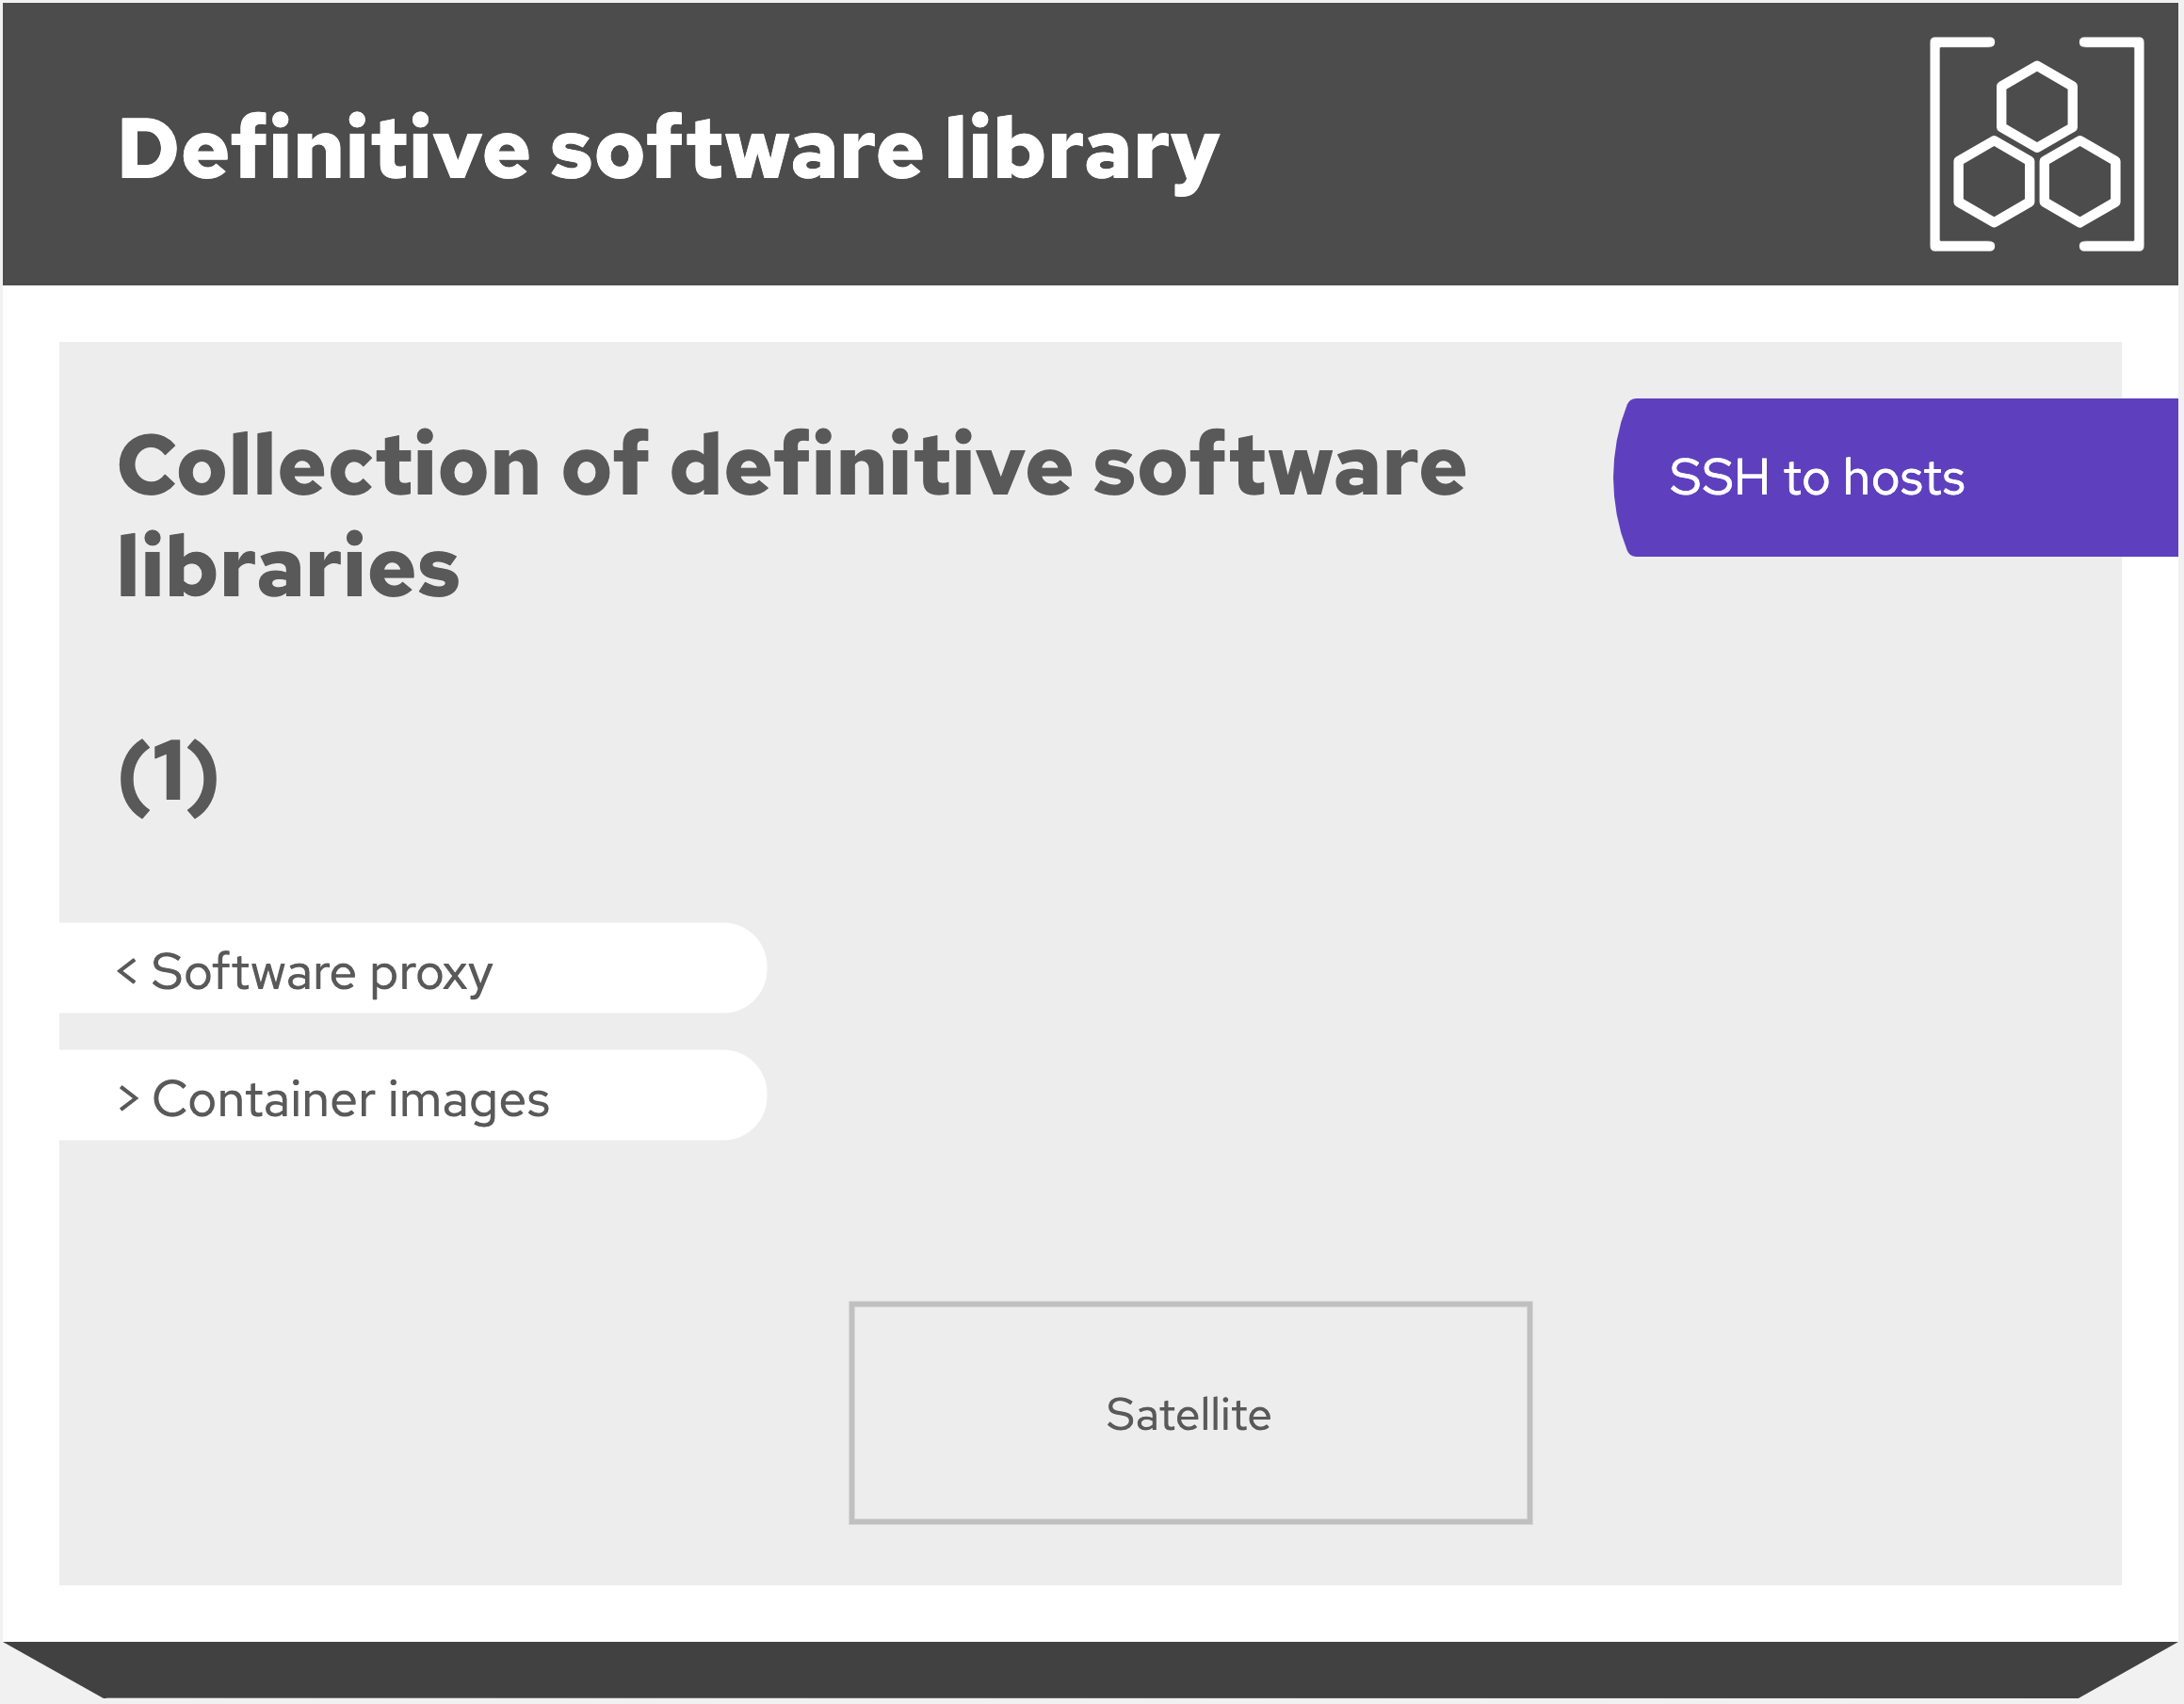 Definitive software library
Collection of definitive software
libraries
SSH to hosts
(1)
< Software proxy
> Container images
Satellite